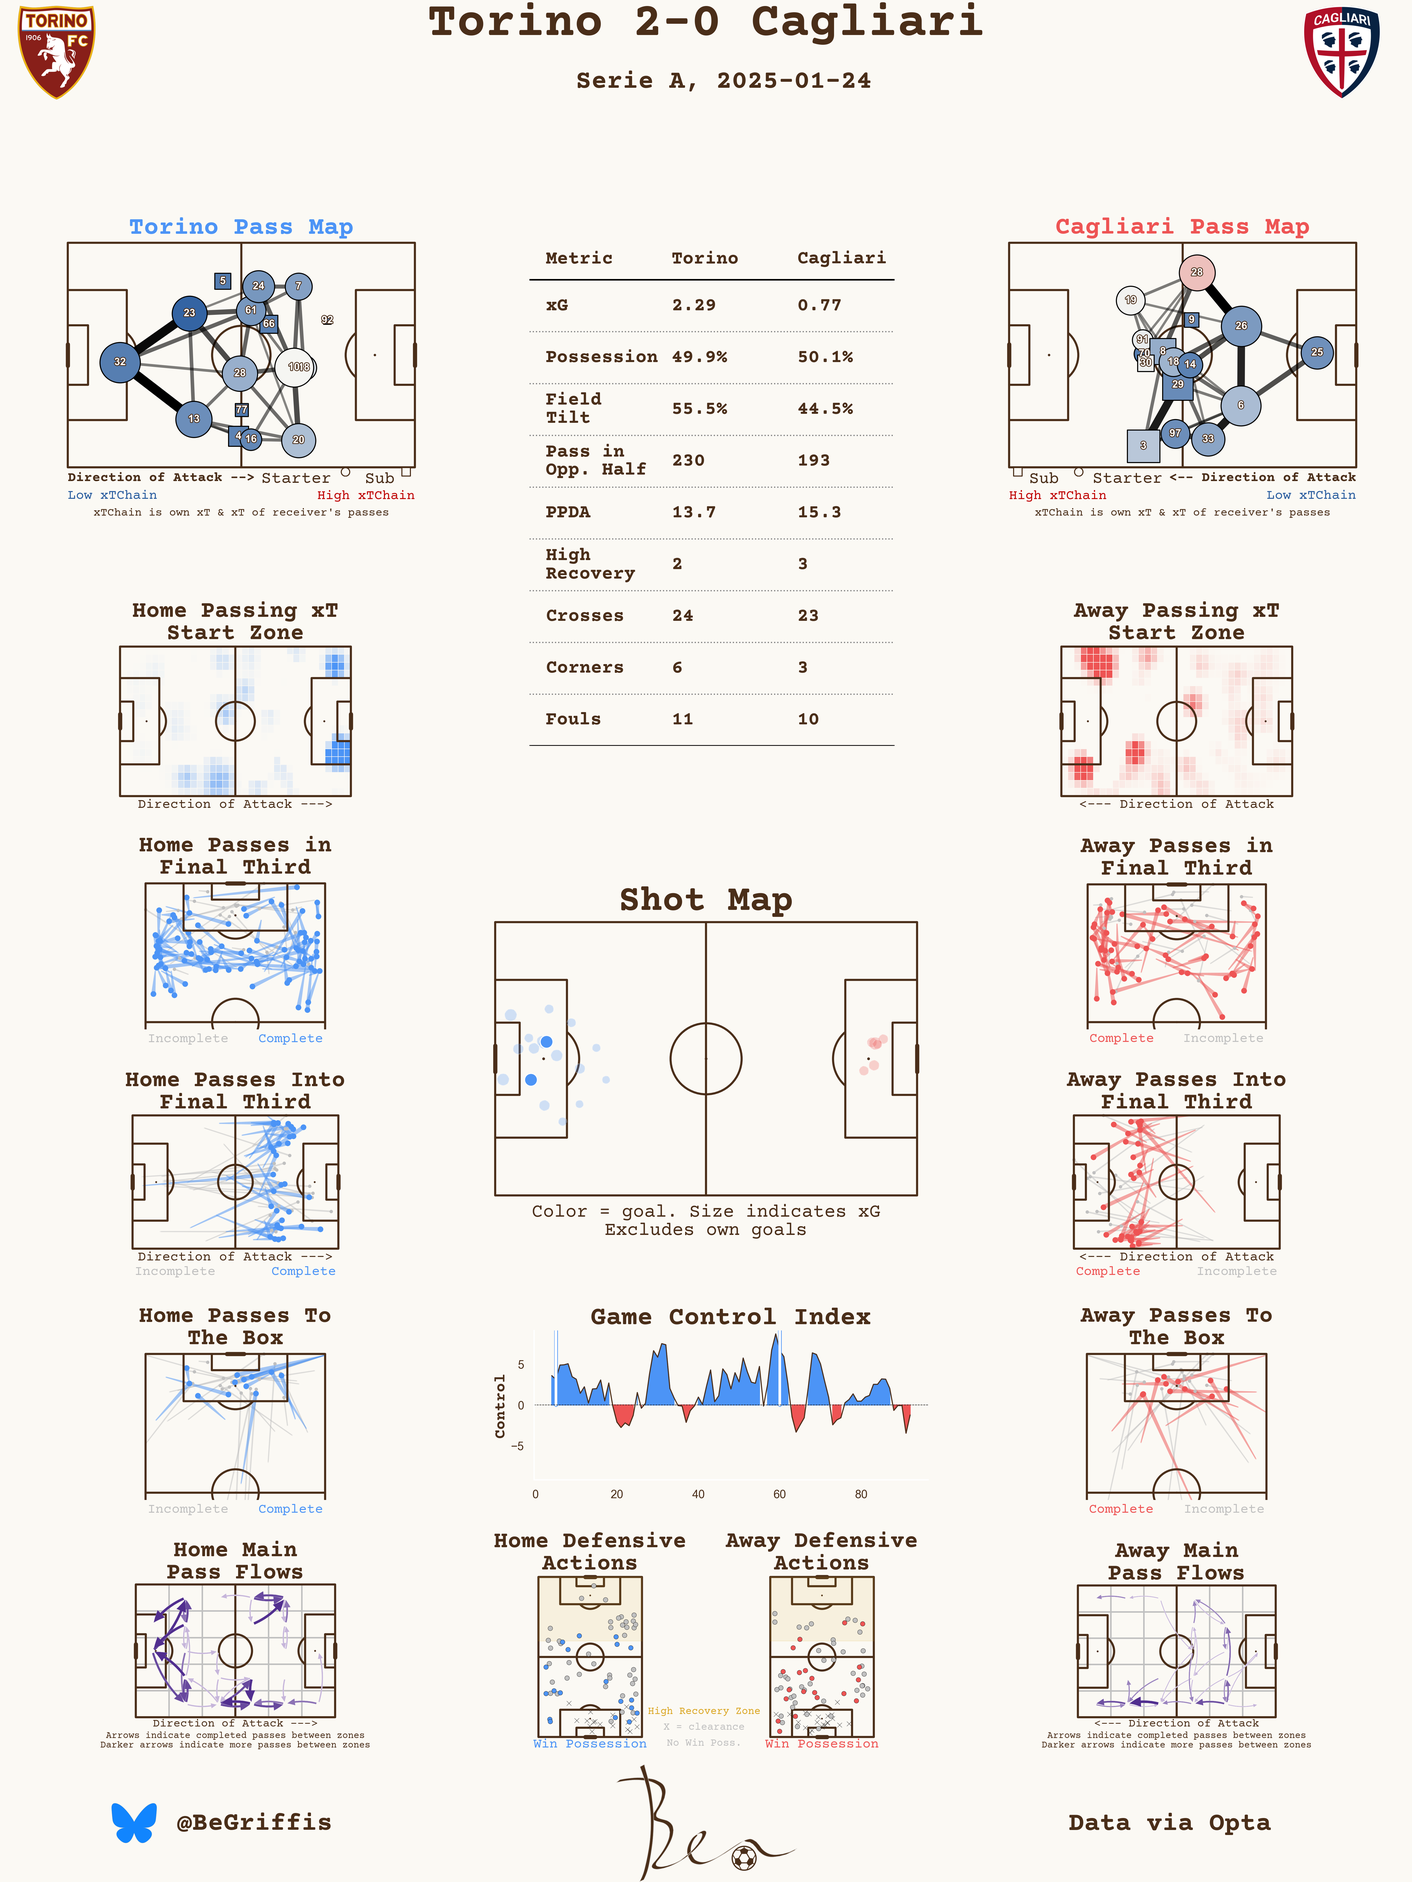 Torino 2-0 Cagliari
Serie A, 2025-01-24
TORINO
1906 FC
CAGLIARI
Torino Pass Map
5
24
7
23
61
66
92
32
28
10
18
13
77
4
16
20
Direction of Attack --> Starter Sub
Low xTChain High xTChain
xTChain is own xT & xT of receiver's passes
Metric Torino Cagliari
xG 2.29 0.77
Possession 49.9% 50.1%
Field
Tilt 55.5% 44.5%
Pass in
Opp. Half 230 193
PPDA 13.7 15.3
High
Recovery 2 3
Crosses 24 23
Corners 6 3
Fouls 11 10
Cagliari Pass Map
28
19
9
26
91
8
70
30
18
14
25
29
6
3
97
33
Sub Starter <-- Direction of Attack
High xTChain Low xTChain
xTChain is own xT & xT of receiver's passes
Home Passing xT
Start Zone
Direction of Attack --->
Away Passing xT
Start Zone
<--- Direction of Attack
Home Passes in
Final Third
Incomplete Complete
Away Passes in
Final Third
Complete Incomplete
Shot Map
Color = goal. Size indicates xG
Excludes own goals
Home Passes Into
Final Third
Direction of Attack --->
Incomplete Complete
Away Passes Into
Final Third
<--- Direction of Attack
Complete Incomplete
Home Passes To
The Box
Incomplete Complete
Game Control Index
Control
5
0
−5
0 20 40 60 80
Away Passes To
The Box
Complete Incomplete
Home Main
Pass Flows
Direction of Attack --->
Arrows indicate completed passes between zones
Darker arrows indicate more passes between zones
Home Defensive
Actions
Win Possession
High Recovery Zone
X = clearance
No Win Poss.
Away Defensive
Actions
Win Possession
Away Main
Pass Flows
<--- Direction of Attack
Arrows indicate completed passes between zones
Darker arrows indicate more passes between zones
@BeGriffis
Ben
Data via Opta